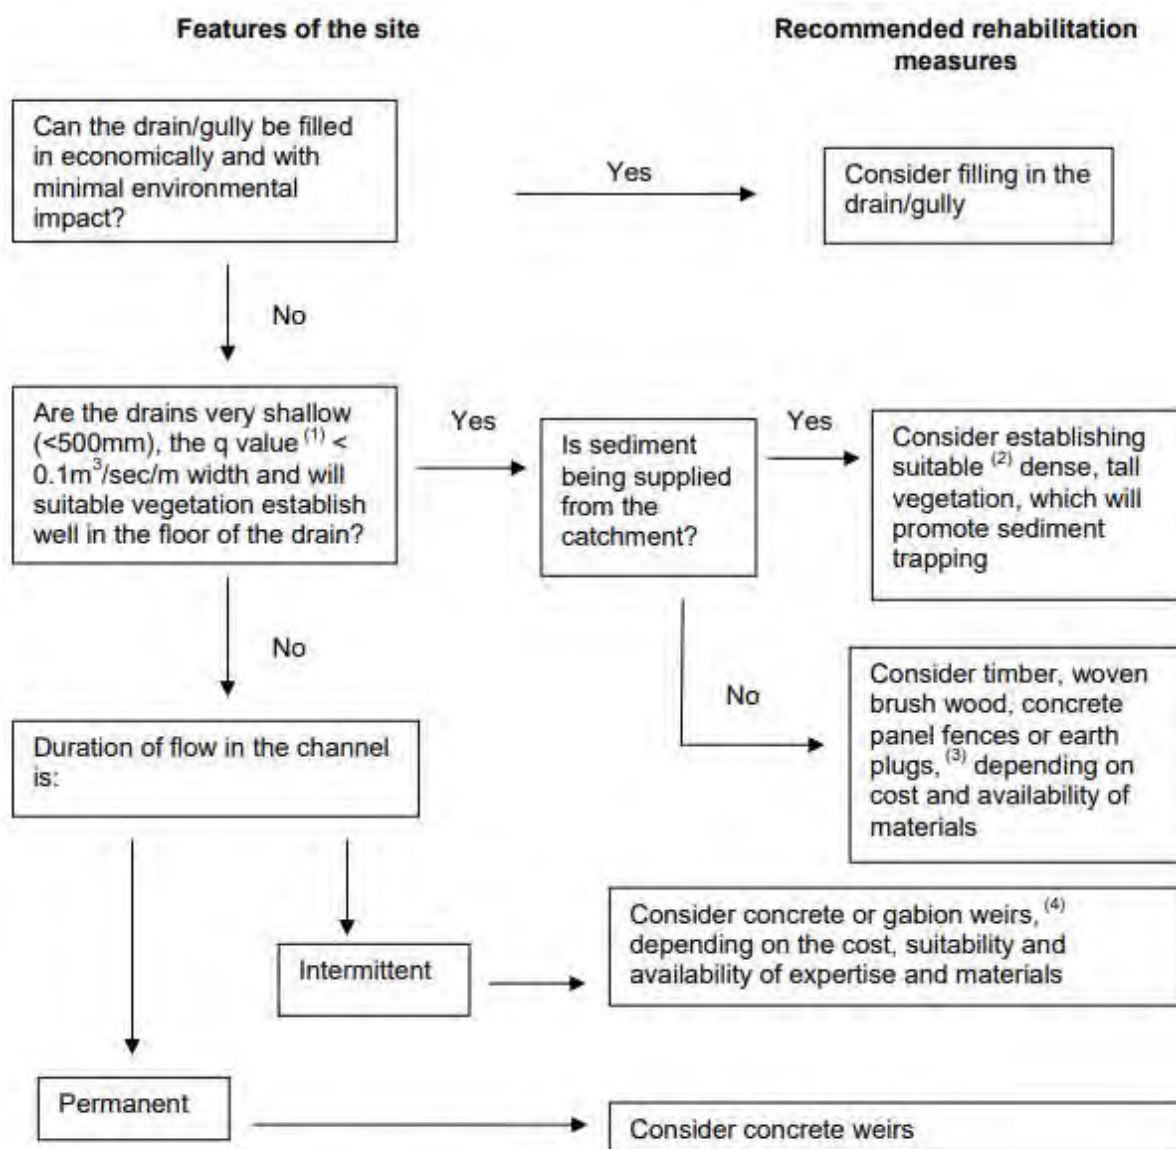 Features of the site
Recommended rehabilitation
measures
Can the drain/gully be filled
in economically and with
minimal environmental
impact?
Yes
Consider filling in the
drain/gully
No
Are the drains very shallow
(<500mm), the q value (1) <
0.1m3/sec/m width and will
suitable vegetation establish
well in the floor of the drain?
Yes
Is sediment
being supplied
from the
catchment?
Yes
Consider establishing
suitable (2) dense, tall
vegetation, which will
promote sediment
trapping
No
Consider timber, woven
brush wood, concrete
panel fences or earth
plugs, (3) depending on
cost and availability of
materials
No
Duration of flow in the channel
is:
Intermittent
Consider concrete or gabion weirs, (4)
depending on the cost, suitability and
availability of expertise and materials
Permanent
Consider concrete weirs